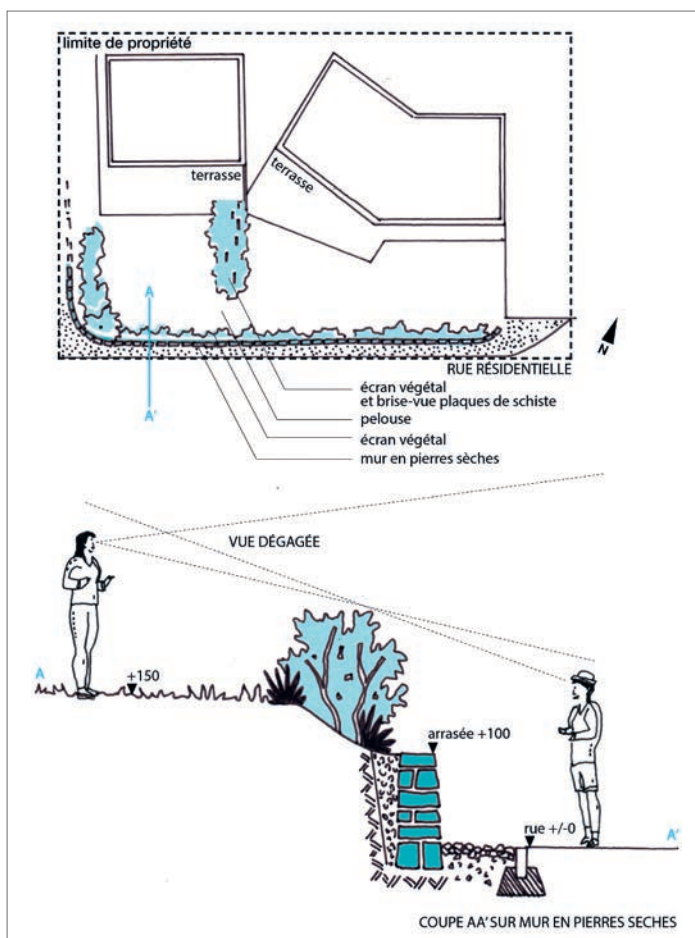 limite de propriété
terrasse
terrasse
A
A'
N
RUE RÉSIDENTIELLE
écran végétal
et brise-vue plaques de schiste
pelouse
écran végétal
mur en pierres sèches
VUE DÉGAGÉE
A
+150
arrasée +100
rue +/-0
A'
COUPE AA' SUR MUR EN PIERRES SECHES